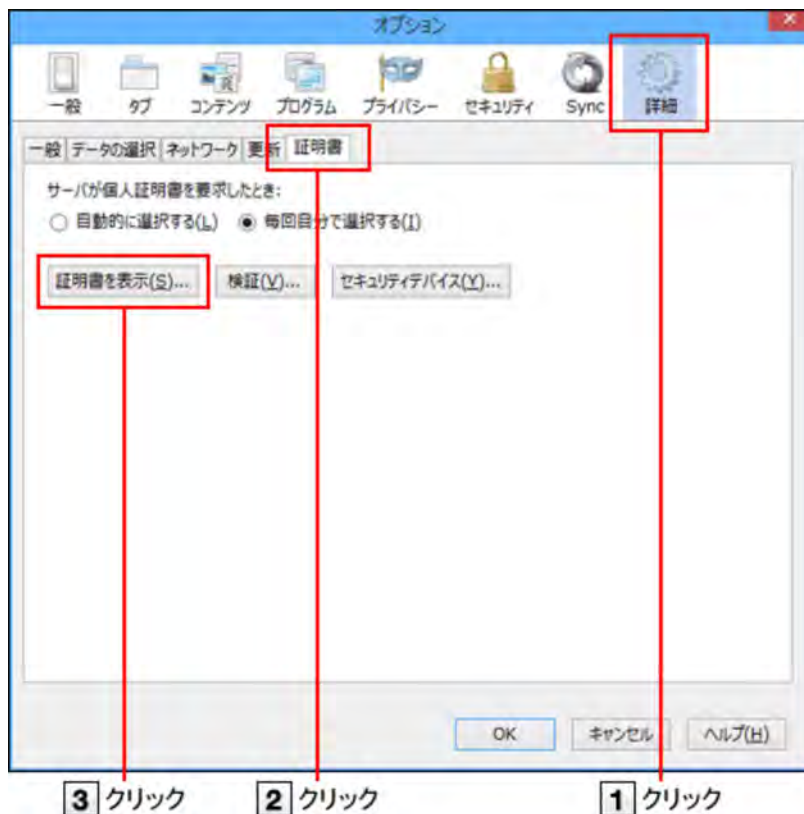 オプション
一般 タブ コンテンツ プログラム プライバシー セキュリティ Sync 詳細
一般 データの選択 ネットワーク 更新 証明書
サーバが個人証明書を要求したとき:
自動的に選択する(L) 毎回自分で選択する(I)
証明書を表示(S)... 検証(V)... セキュリティデバイス(Y)...
OK キャンセル ヘルプ(H)
3 クリック 2 クリック 1 クリック